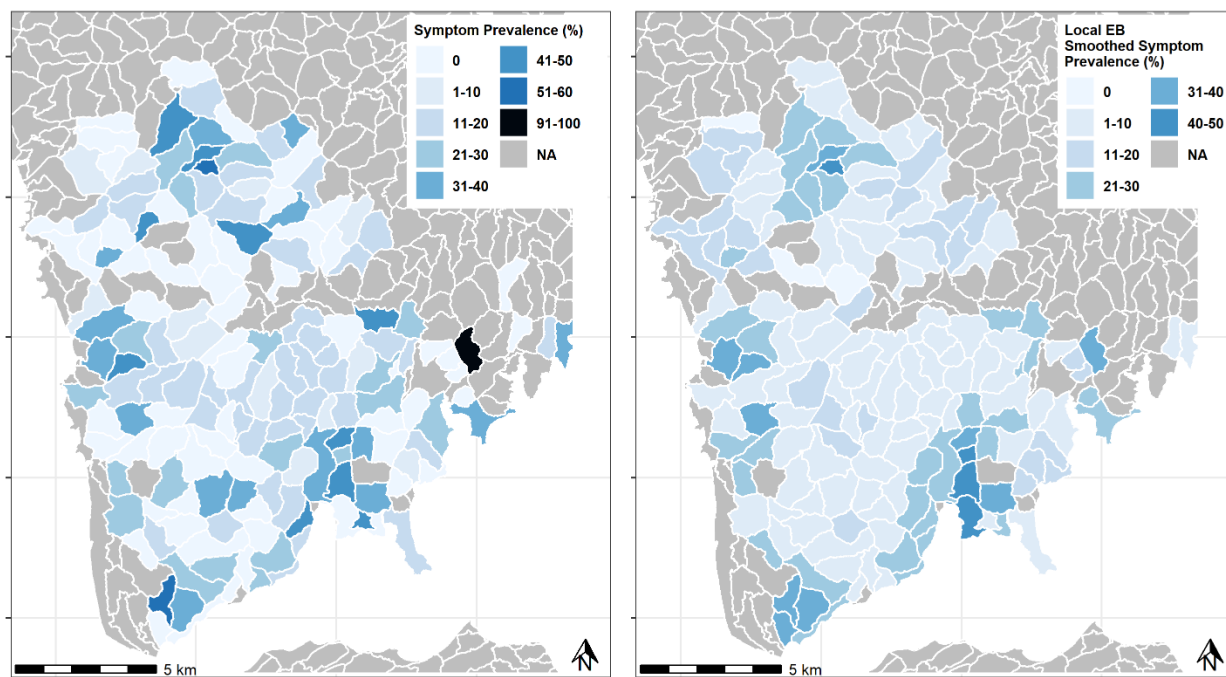 Symptom Prevalence (%)
0
1-10
11-20
21-30
31-40
41-50
51-60
91-100
NA
5 km
N
Local EB
Smoothed Symptom
Prevalence (%)
0
1-10
11-20
21-30
31-40
40-50
NA
5 km
N